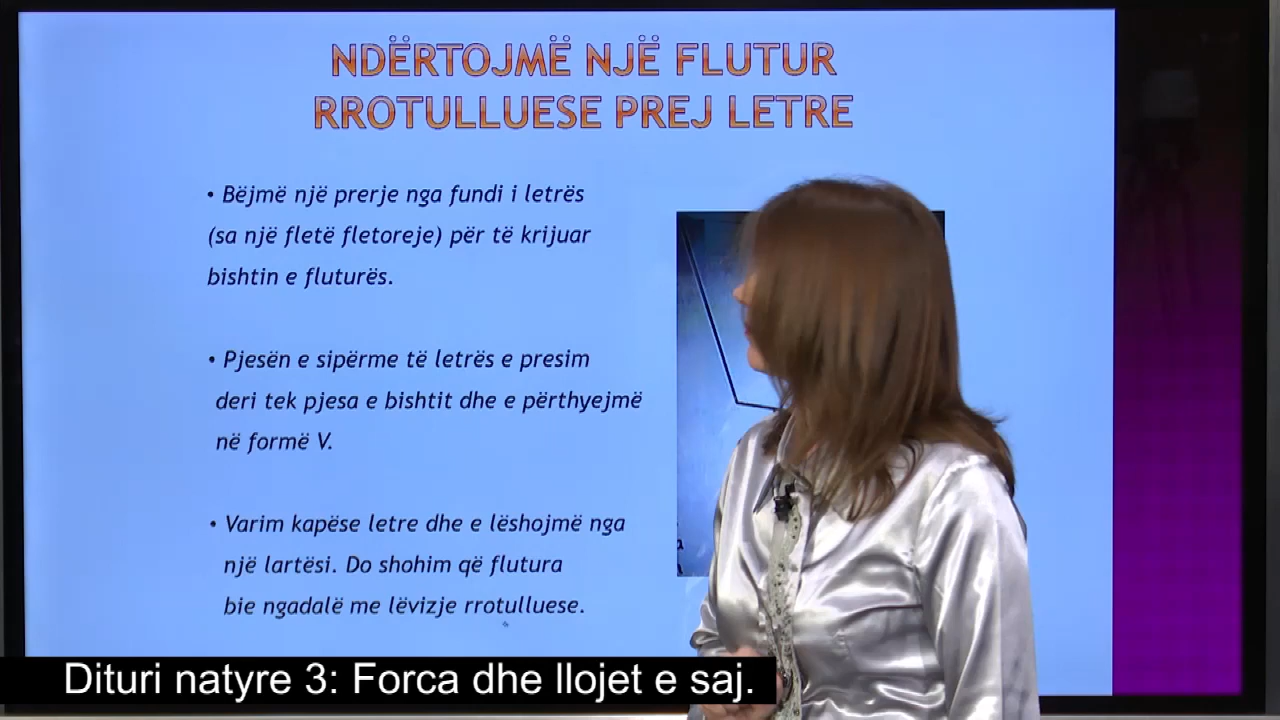 NDËRTOJMË NJË FLUTUR
RROTULLUESE PREJ LETRE
• Bëjmë një prerje nga fundi i letrës
(sa një fletë fletoreje) për të krijuar
bishtin e fluturës.
• Pjesën e sipërme të letrës e presim
deri tek pjesa e bishtit dhe e përthyejmë
në formë V.
• Varim kapëse letre dhe e lëshojmë nga
një lartësi. Do shohim që flutura
bie ngadalë me lëvizje rrotulluese.
Dituri natyre 3: Forca dhe llojet e saj.